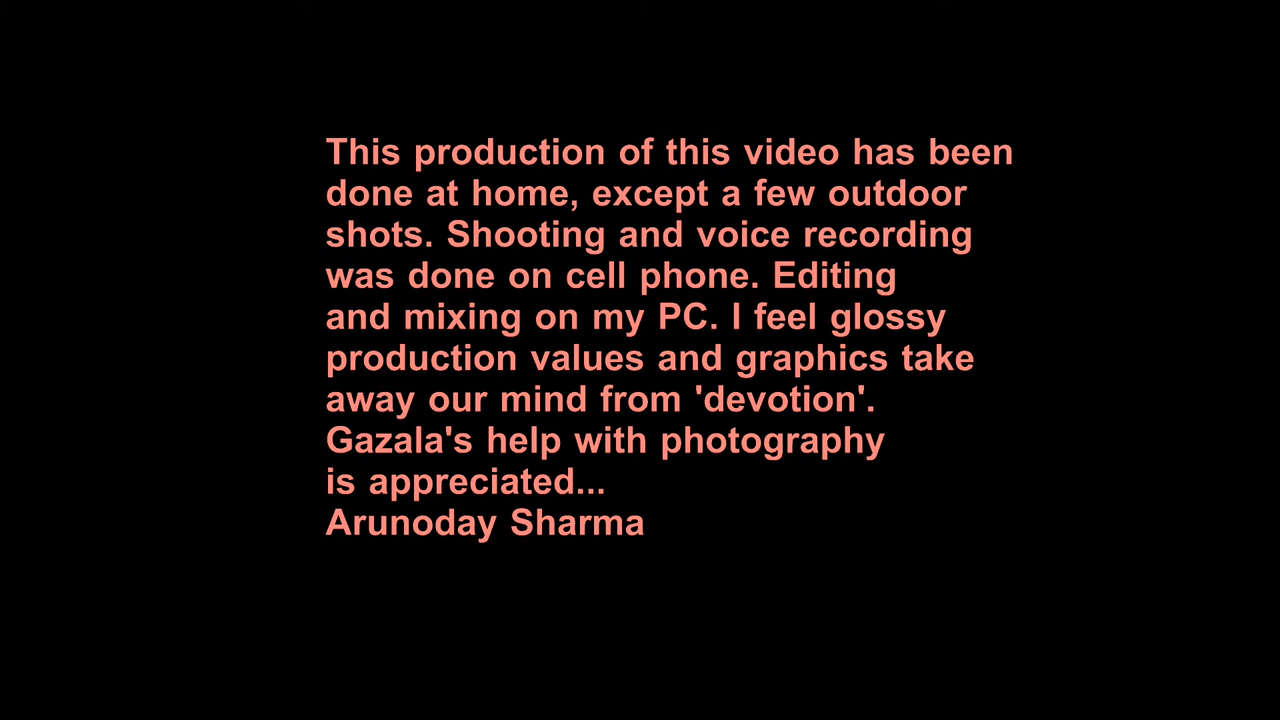 This production of this video has been
done at home, except a few outdoor
shots. Shooting and voice recording
was done on cell phone. Editing
and mixing on my PC. I feel glossy
production values and graphics take
away our mind from 'devotion'.
Gazala's help with photography
is appreciated...
Arunoday Sharma